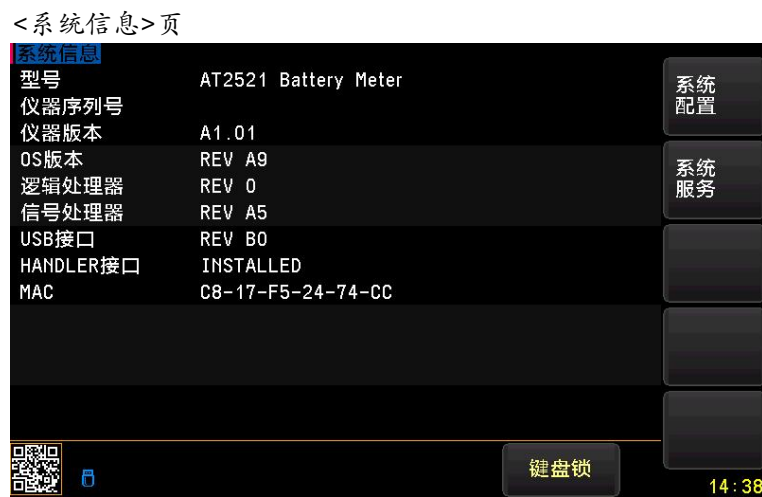 <系统信息>页
系统信息
型号 AT2521 Battery Meter
仪器序列号
仪器版本 A1.01
OS版本 REV A9
逻辑处理器 REV 0
信号处理器 REV A5
USB接口 REV B0
HANDLER接口 INSTALLED
MAC C8-17-F5-24-74-CC
系统
配置
系统
服务
键盘锁
14:38